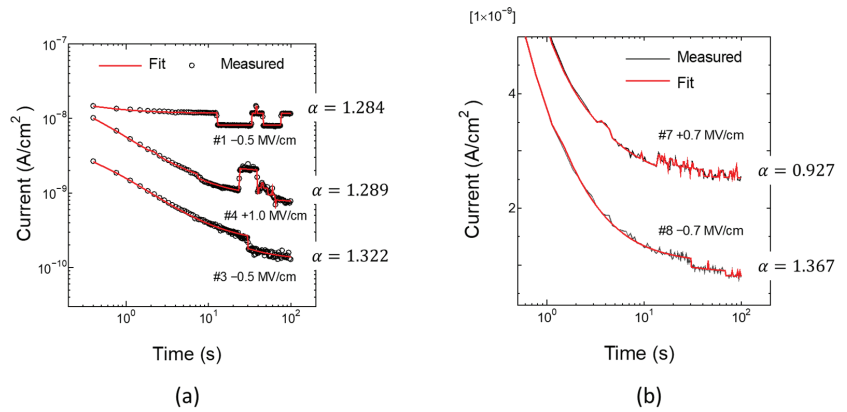 [1×10⁻⁹]
10⁻⁷
10⁻⁸
10⁻⁹
10⁻¹⁰
Current (A/cm²)
Fit
Measured
α = 1.284
#1 −0.5 MV/cm
α = 1.289
#4 +1.0 MV/cm
α = 1.322
#3 −0.5 MV/cm
10⁰
10¹
10²
Time (s)
(a)
4
2
Current (A/cm²)
Measured
Fit
#7 +0.7 MV/cm
α = 0.927
#8 −0.7 MV/cm
α = 1.367
10⁰
10¹
10²
Time (s)
(b)